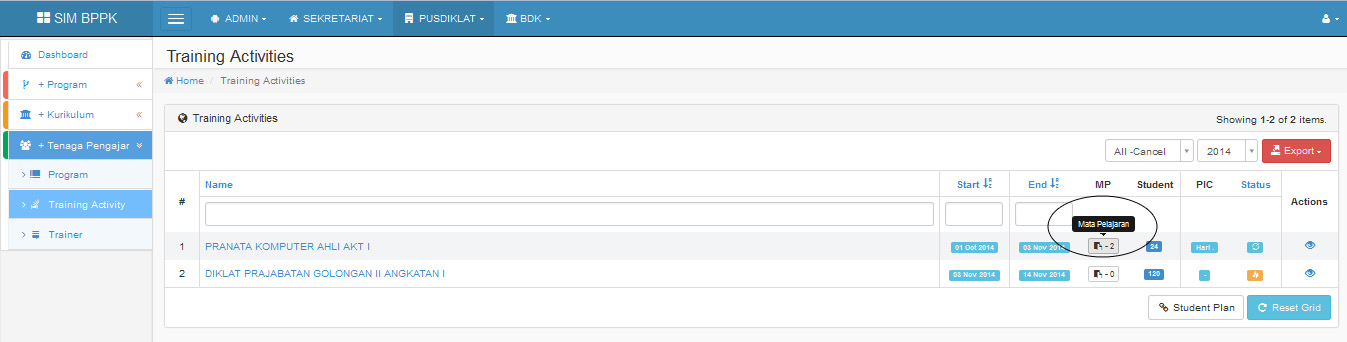 SIM BPPK
ADMIN
SEKRETARIAT
PUSDIKLAT
BDK
Dashboard
+ Program
+ Kurikulum
+ Tenaga Pengajar
Program
Training Activity
Trainer
Training Activities
Home / Training Activities
Training Activities
Showing 1-2 of 2 items.
All -Cancel
2014
Export
# Name Start End MP Student PIC Status Actions
Mata Pelajaran
1 PRANATA KOMPUTER AHLI AKT I 01 Oct 2014 03 Nov 2014 - 2 24 Hari .
2 DIKLAT PRAJABATAN GOLONGAN II ANGKATAN I 03 Nov 2014 14 Nov 2014 - 0 120 -
Student Plan
Reset Grid